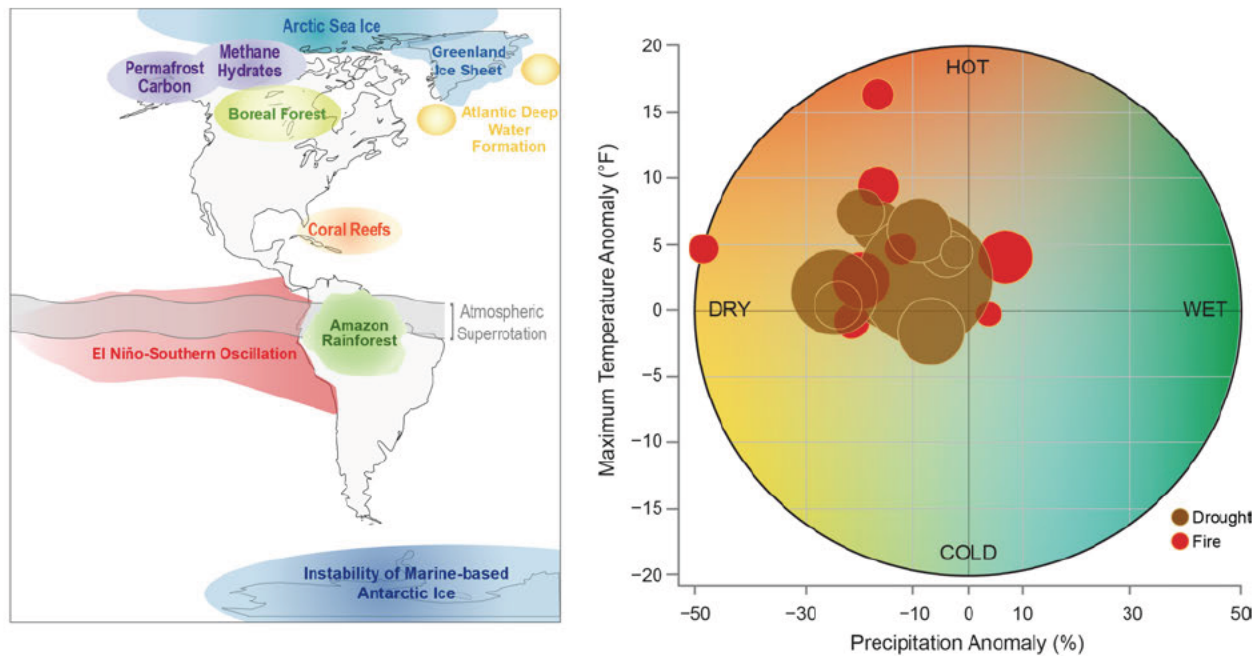 Arctic Sea Ice
Methane
Hydrates
Permafrost
Carbon
Greenland
Ice Sheet
Boreal Forest
Atlantic Deep
Water
Formation
Coral Reefs
Atmospheric
Superrotation
Amazon
Rainforest
El Niño-Southern Oscillation
Instability of Marine-based
Antarctic Ice
Maximum Temperature Anomaly (°F)
20
15
10
5
0
−5
−10
−15
−20
HOT
DRY
WET
COLD
Drought
Fire
−50
−30
−10
0
10
30
50
Precipitation Anomaly (%)